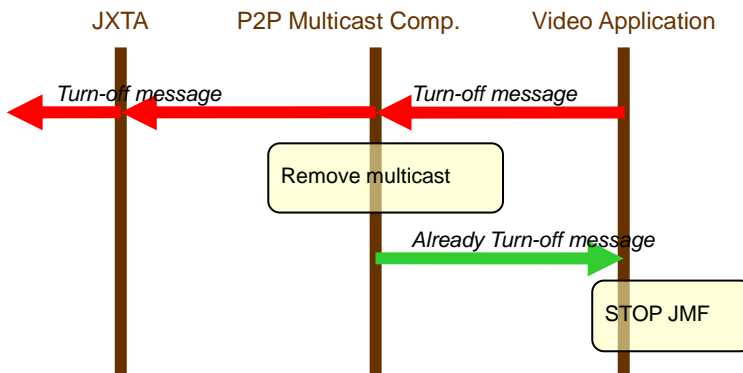 JXTA P2P Multicast Comp. Video Application
Turn-off message Turn-off message
Remove multicast
Already Turn-off message
STOP JMF